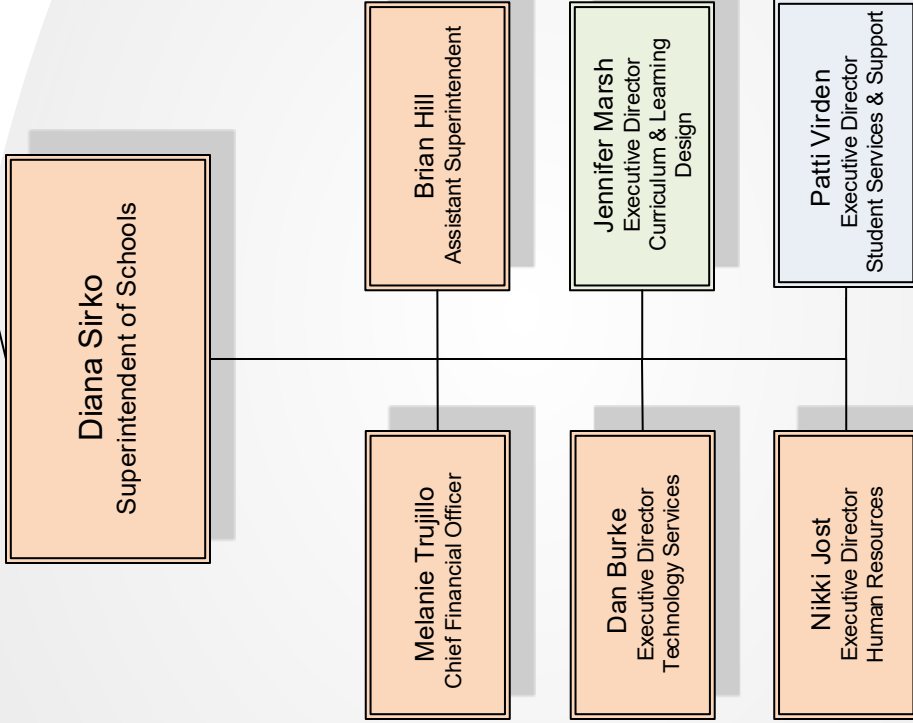 Diana Sirko
Superintendent of Schools
Melanie Trujillo
Chief Financial Officer
Brian Hill
Assistant Superintendent
Dan Burke
Executive Director
Technology Services
Jennifer Marsh
Executive Director
Curriculum & Learning
Design
Nikki Jost
Executive Director
Human Resources
Patti Virden
Executive Director
Student Services & Support